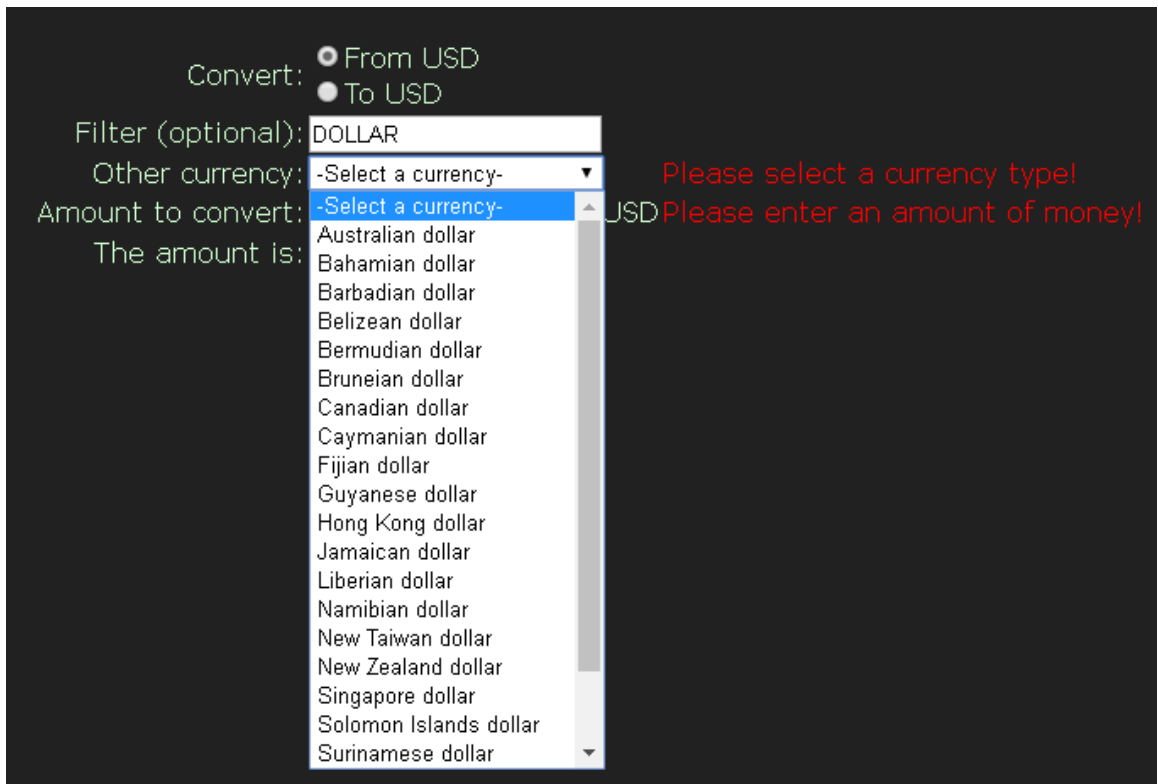 Convert: From USD
To USD
Filter (optional): DOLLAR
Other currency: -Select a currency- Please select a currency type!
Amount to convert: USD Please enter an amount of money!
The amount is:
-Select a currency-
Australian dollar
Bahamian dollar
Barbadian dollar
Belizean dollar
Bermudian dollar
Bruneian dollar
Canadian dollar
Caymanian dollar
Fijian dollar
Guyanese dollar
Hong Kong dollar
Jamaican dollar
Liberian dollar
Namibian dollar
New Taiwan dollar
New Zealand dollar
Singapore dollar
Solomon Islands dollar
Surinamese dollar